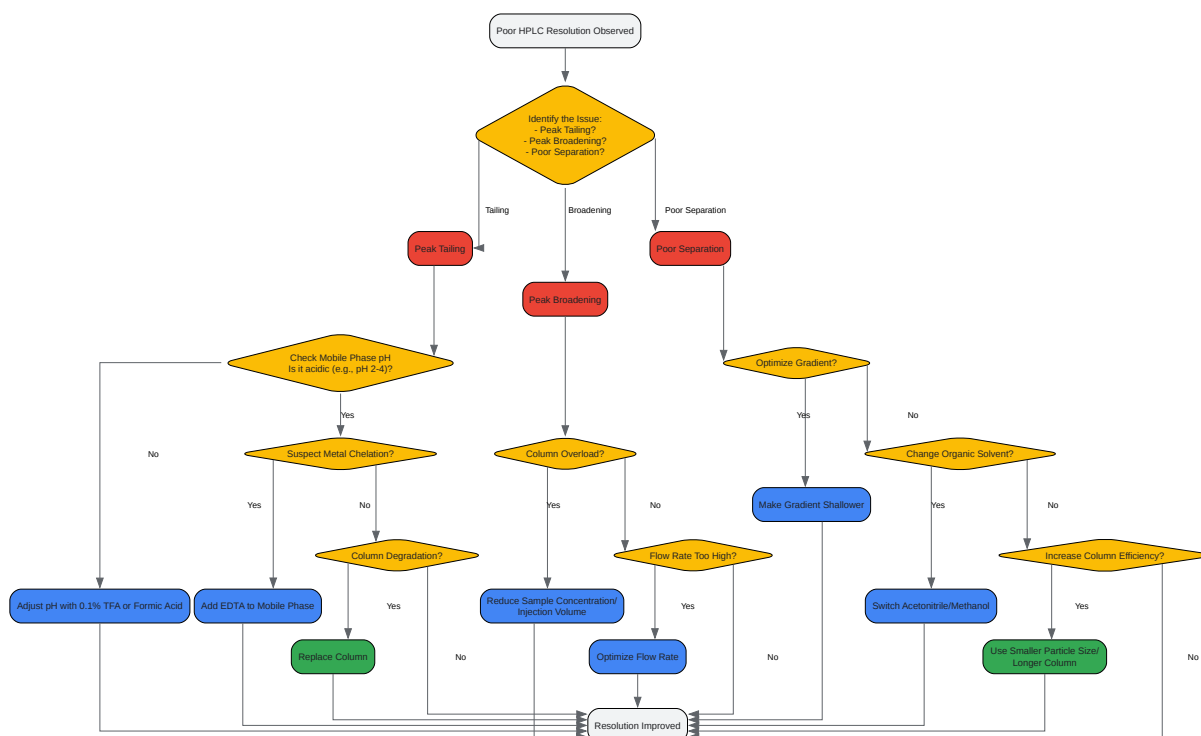 Poor HPLC Resolution Observed
Identify the Issue:
- Peak Tailing?
- Peak Broadening?
- Poor Separation?
Tailing
Broadening
Poor Separation
Peak Tailing
Poor Separation
Peak Broadening
Check Mobile Phase pH
Is it acidic (e.g., pH 2-4)?
Optimize Gradient?
Yes
Yes
No
No
Suspect Metal Chelation?
Column Overload?
Change Organic Solvent?
Yes
No
Yes
No
Make Gradient Shallower
Yes
No
Column Degradation?
Flow Rate Too High?
Increase Column Efficiency?
Adjust pH with 0.1% TFA or Formic Acid
Add EDTA to Mobile Phase
Yes
Reduce Sample Concentration/
Injection Volume
Yes
Switch Acetonitrile/Methanol
Yes
Replace Column
No
Optimize Flow Rate
No
Use Smaller Particle Size/
Longer Column
No
Resolution Improved